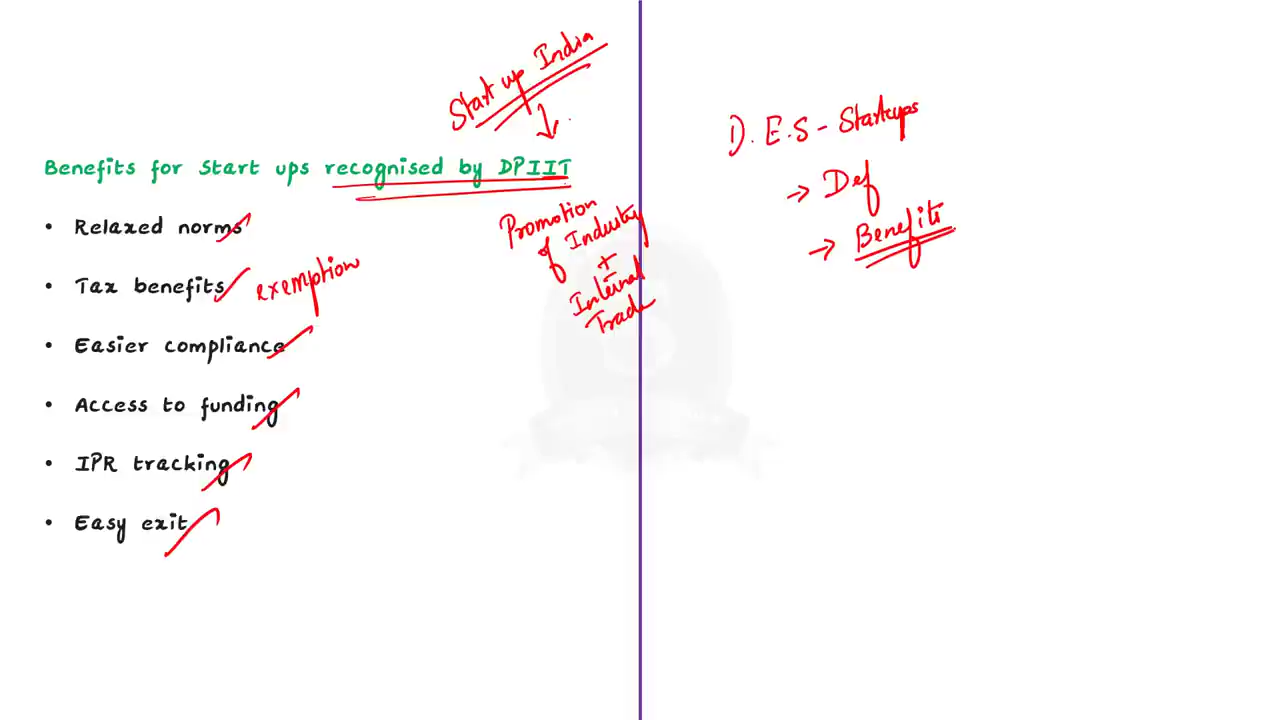 Start up India
Benefits for Start ups recognised by DPIIT
• Relaxed norms
• Tax benefits exemption
• Easier compliance
• Access to funding
• IPR tracking
• Easy exit
Promotion
of Industry
+
Internal
Trade
D.E.S - Startups
→ Def
→ Benefits